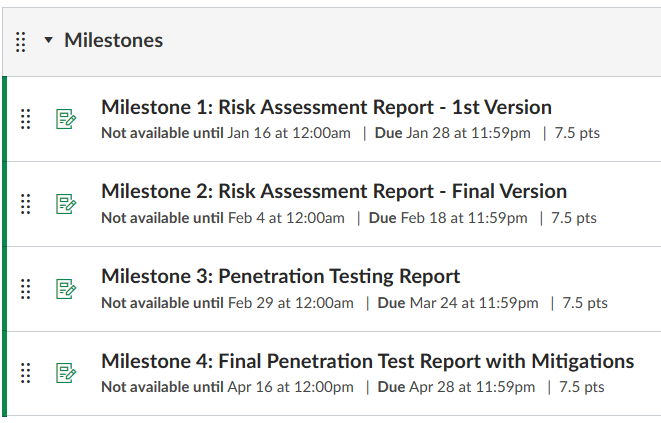 Milestones
Milestone 1: Risk Assessment Report - 1st Version
Not available until Jan 16 at 12:00am | Due Jan 28 at 11:59pm | 7.5 pts
Milestone 2: Risk Assessment Report - Final Version
Not available until Feb 4 at 12:00am | Due Feb 18 at 11:59pm | 7.5 pts
Milestone 3: Penetration Testing Report
Not available until Feb 29 at 12:00am | Due Mar 24 at 11:59pm | 7.5 pts
Milestone 4: Final Penetration Test Report with Mitigations
Not available until Apr 16 at 12:00pm | Due Apr 28 at 11:59pm | 7.5 pts